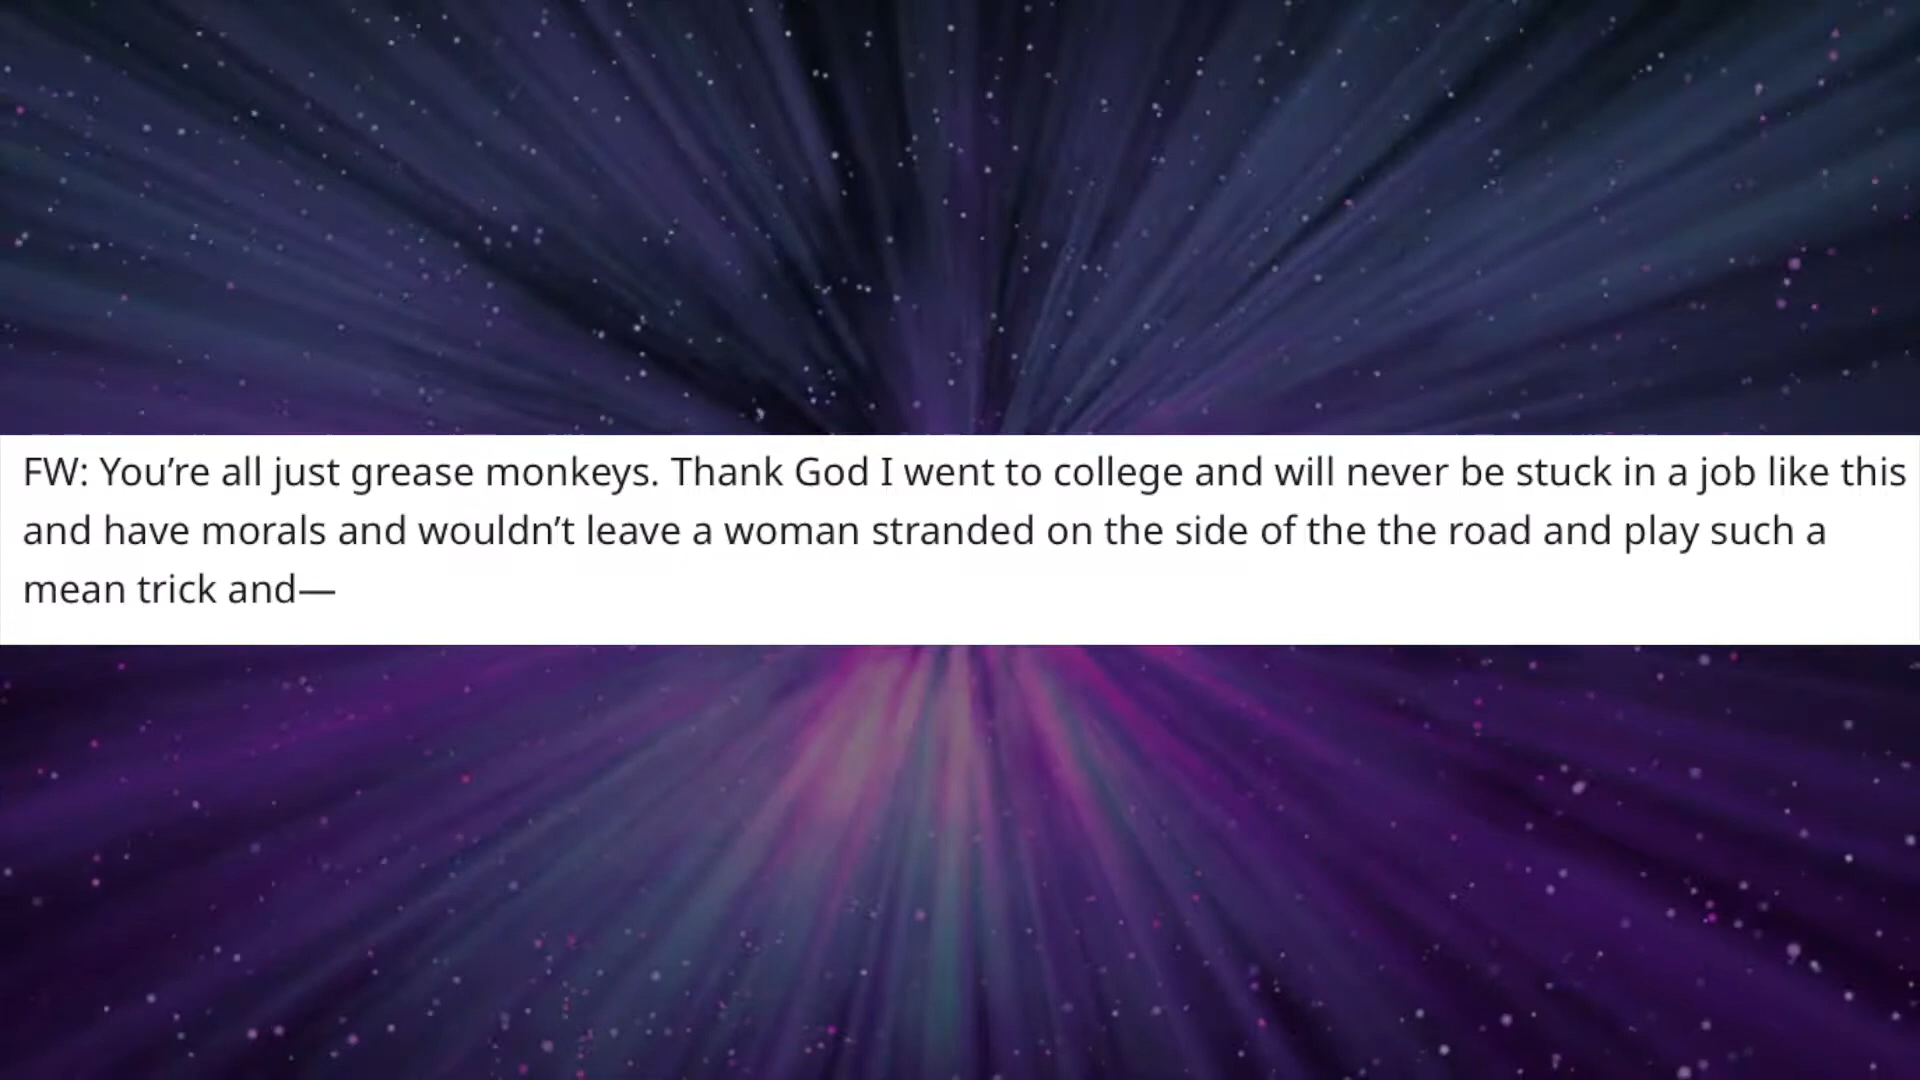 FW: You’re all just grease monkeys. Thank God I went to college and will never be stuck in a job like this
and have morals and wouldn’t leave a woman stranded on the side of the the road and play such a
mean trick and—